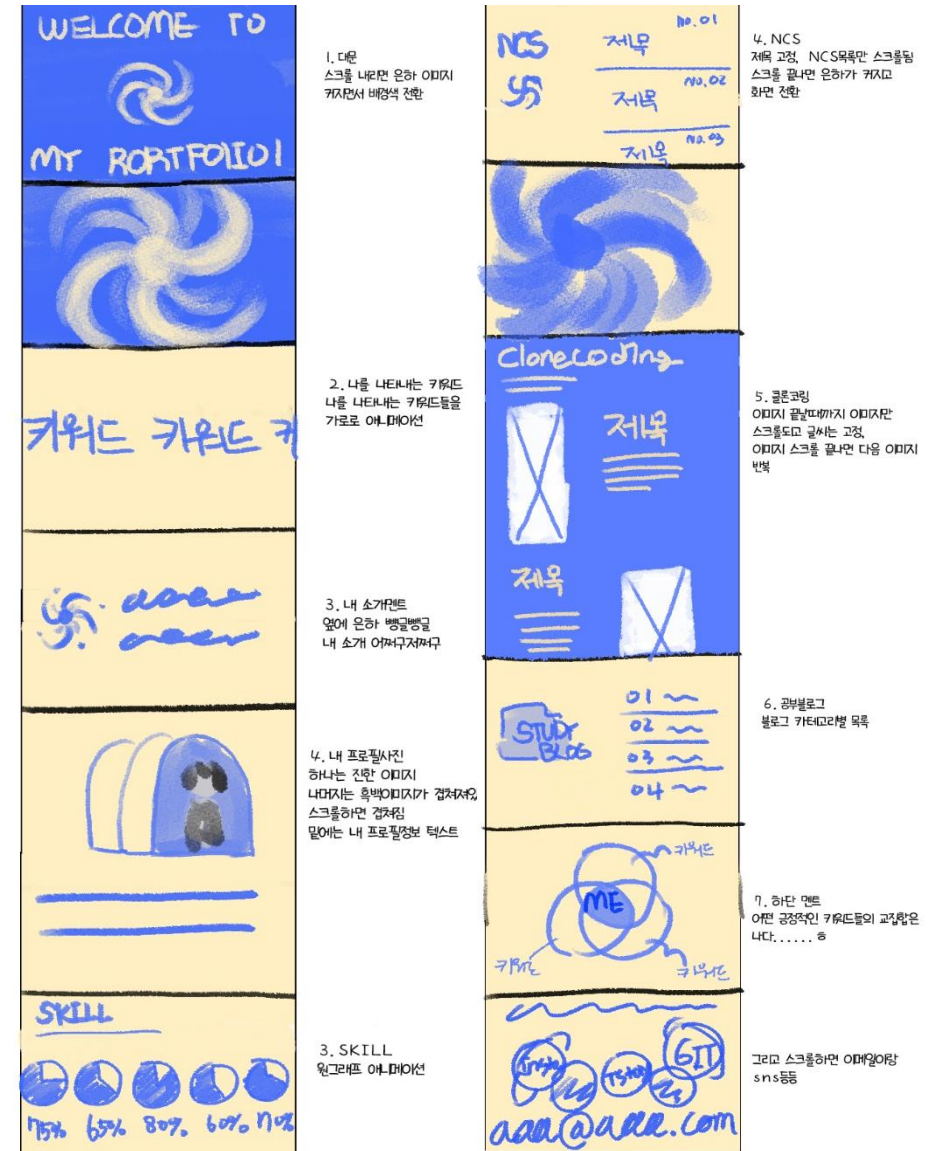 WELCOME TO
MY RORTFOLIO!
1. 대문
스크롤 내리면 은하 이미지
커지면서 배경색 전환
키워드 키워드 키
2. 나를 나타내는 키워드
나를 나타내는 키워드들을
가로로 애니메이션
3. 내 소개멘트
옆에 은하 뱅글뱅글
내 소개 어쩌구저쩌구
4. 내 프로필사진
하나는 진한 이미지
나머지는 흑백이미지가 겹쳐져있
스크롤하면 겹쳐짐
밑에는 내 프로필정보 텍스트
SKILL
75% 65% 80% 60% 70%
3. SKILL
원그래프 애니메이션
NCS
제목 no.01
제목 no.02
제목 no.03
4. NCS
제목 고정, NCS목록만 스크롤됨
스크롤 끝나면 은하가 커지고
화면 전환
Clonecoding
제목
제목
5. 클론코딩
이미지 끝날때까지 이미지만
스크롤되고 글씨는 고정,
이미지 스크롤 끝나면 다음 이미지
반복
STUDY
BLOG
01
02
03
04
6. 공부블로그
블로그 카테고리별 목록
키워드
ME
키워드
키워드
7. 하단 멘트
어떤 긍정적인 키워드들의 교집합은
나다......ㅎ
Insta
GIT
aaa@aaa.com
그리고 스크롤하면 이메일이랑
sns등등